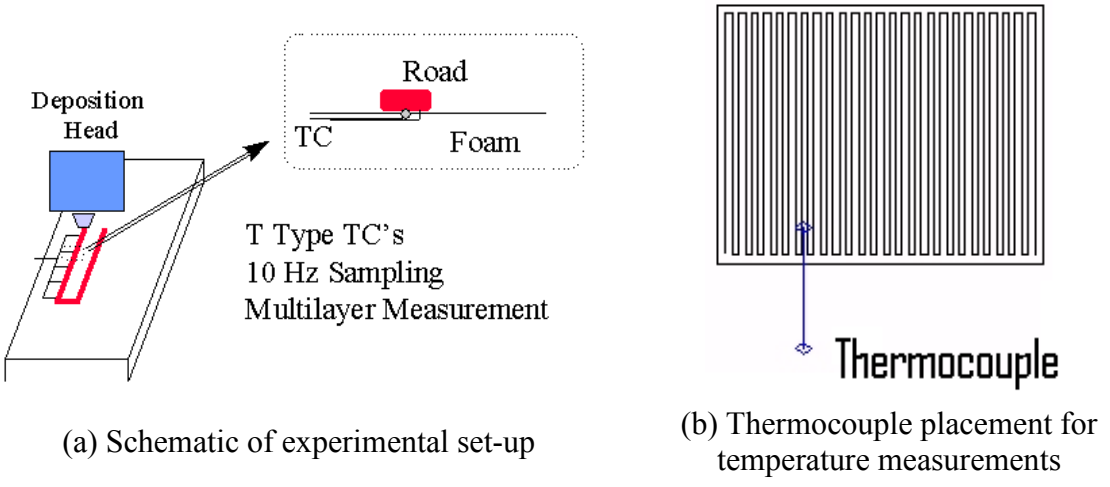 Deposition
Head
Road
TC
Foam
T Type TC's
10 Hz Sampling
Multilayer Measurement
(a) Schematic of experimental set-up
Thermocouple
(b) Thermocouple placement for
temperature measurements